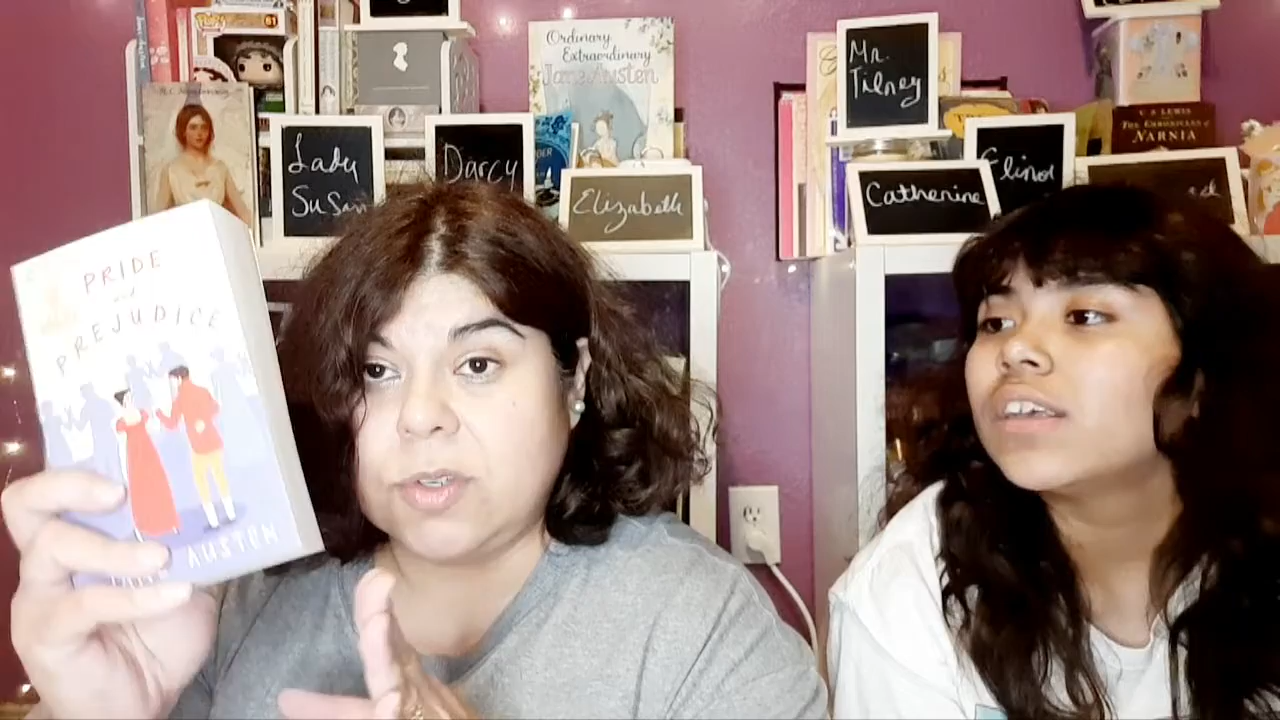 61
Ordinary
Extraordinary
Jane Austen
Mr.
Tilney
Lady
Susan
Darcy
Elizabeth
Catherine
Elinor
C S LEWIS
THE CHRONICLES of
NARNIA
PRIDE
and
PREJUDICE
AUSTEN